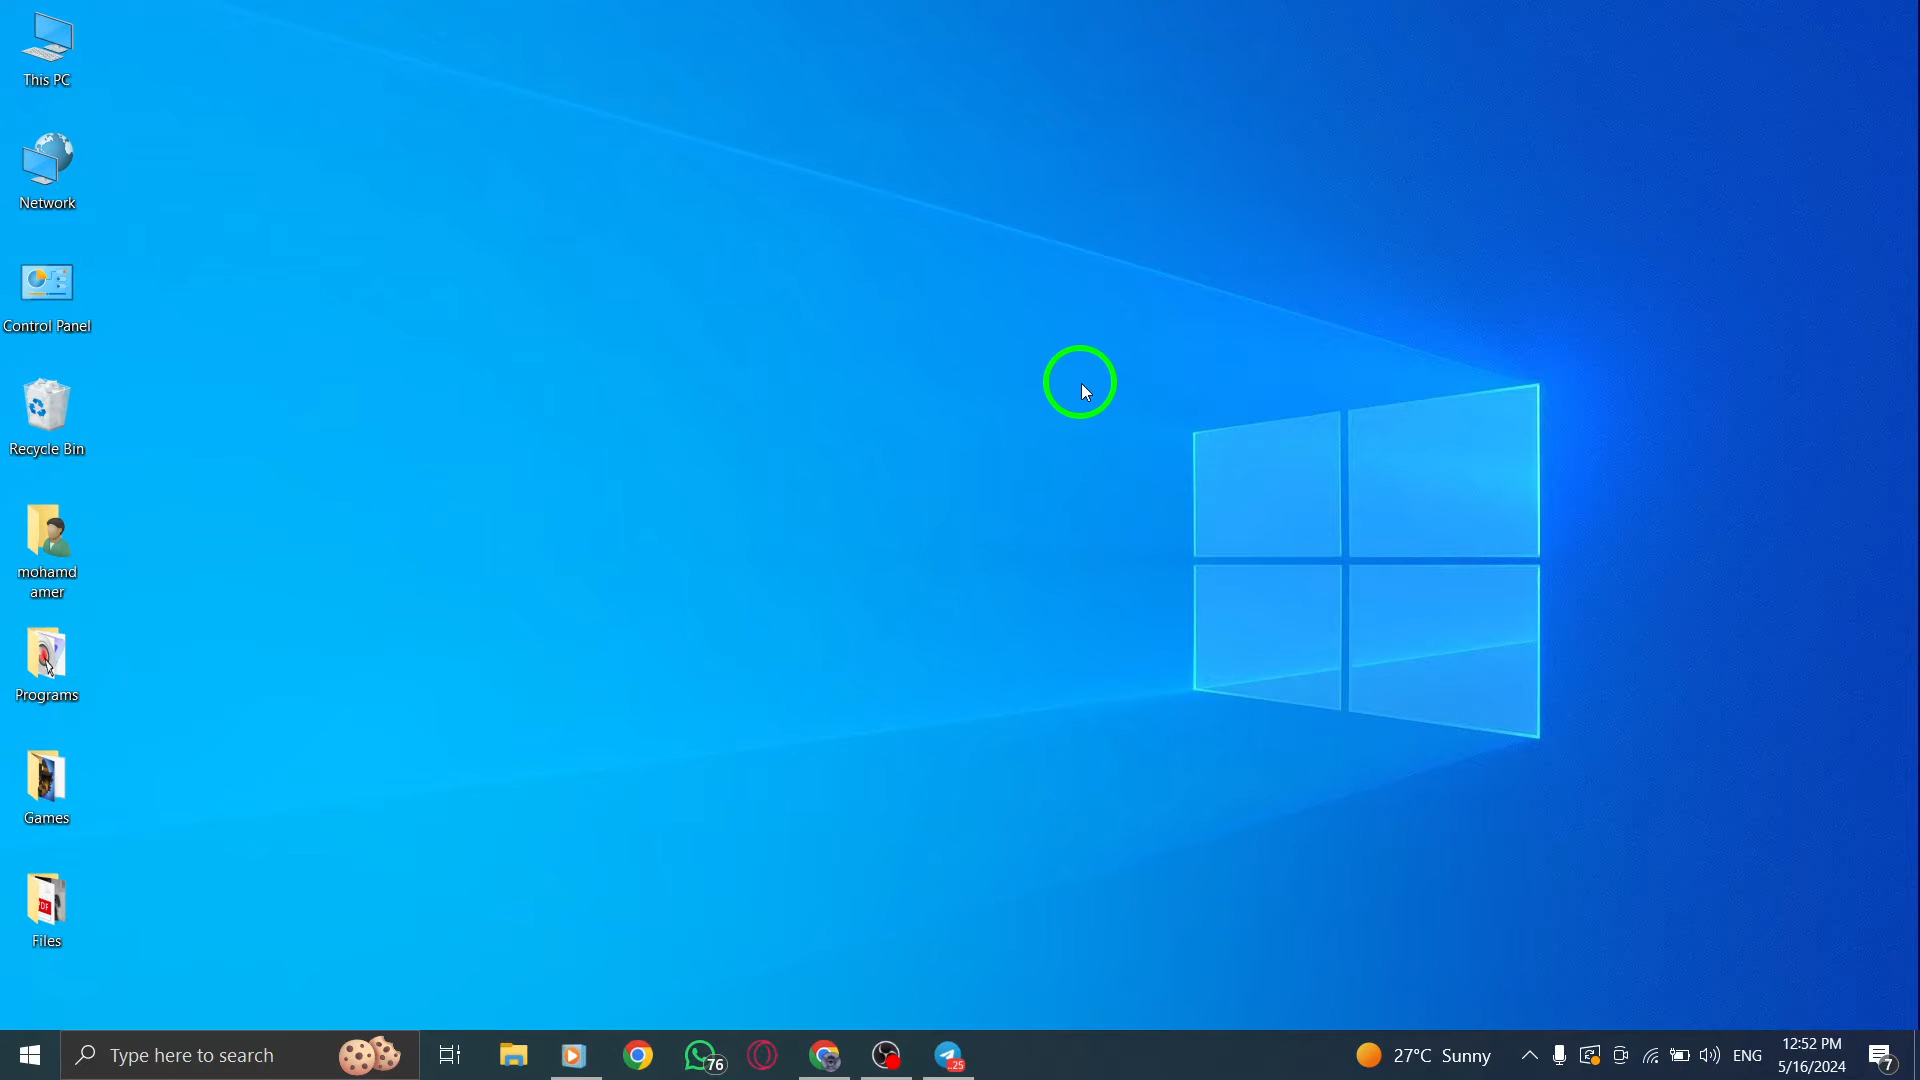 This PC
Network
Control Panel
Recycle Bin
mohamd
amer
Programs
Games
PDF
Files
Type here to search
76
..25
27°C Sunny
ENG
12:52 PM
5/16/2024
7